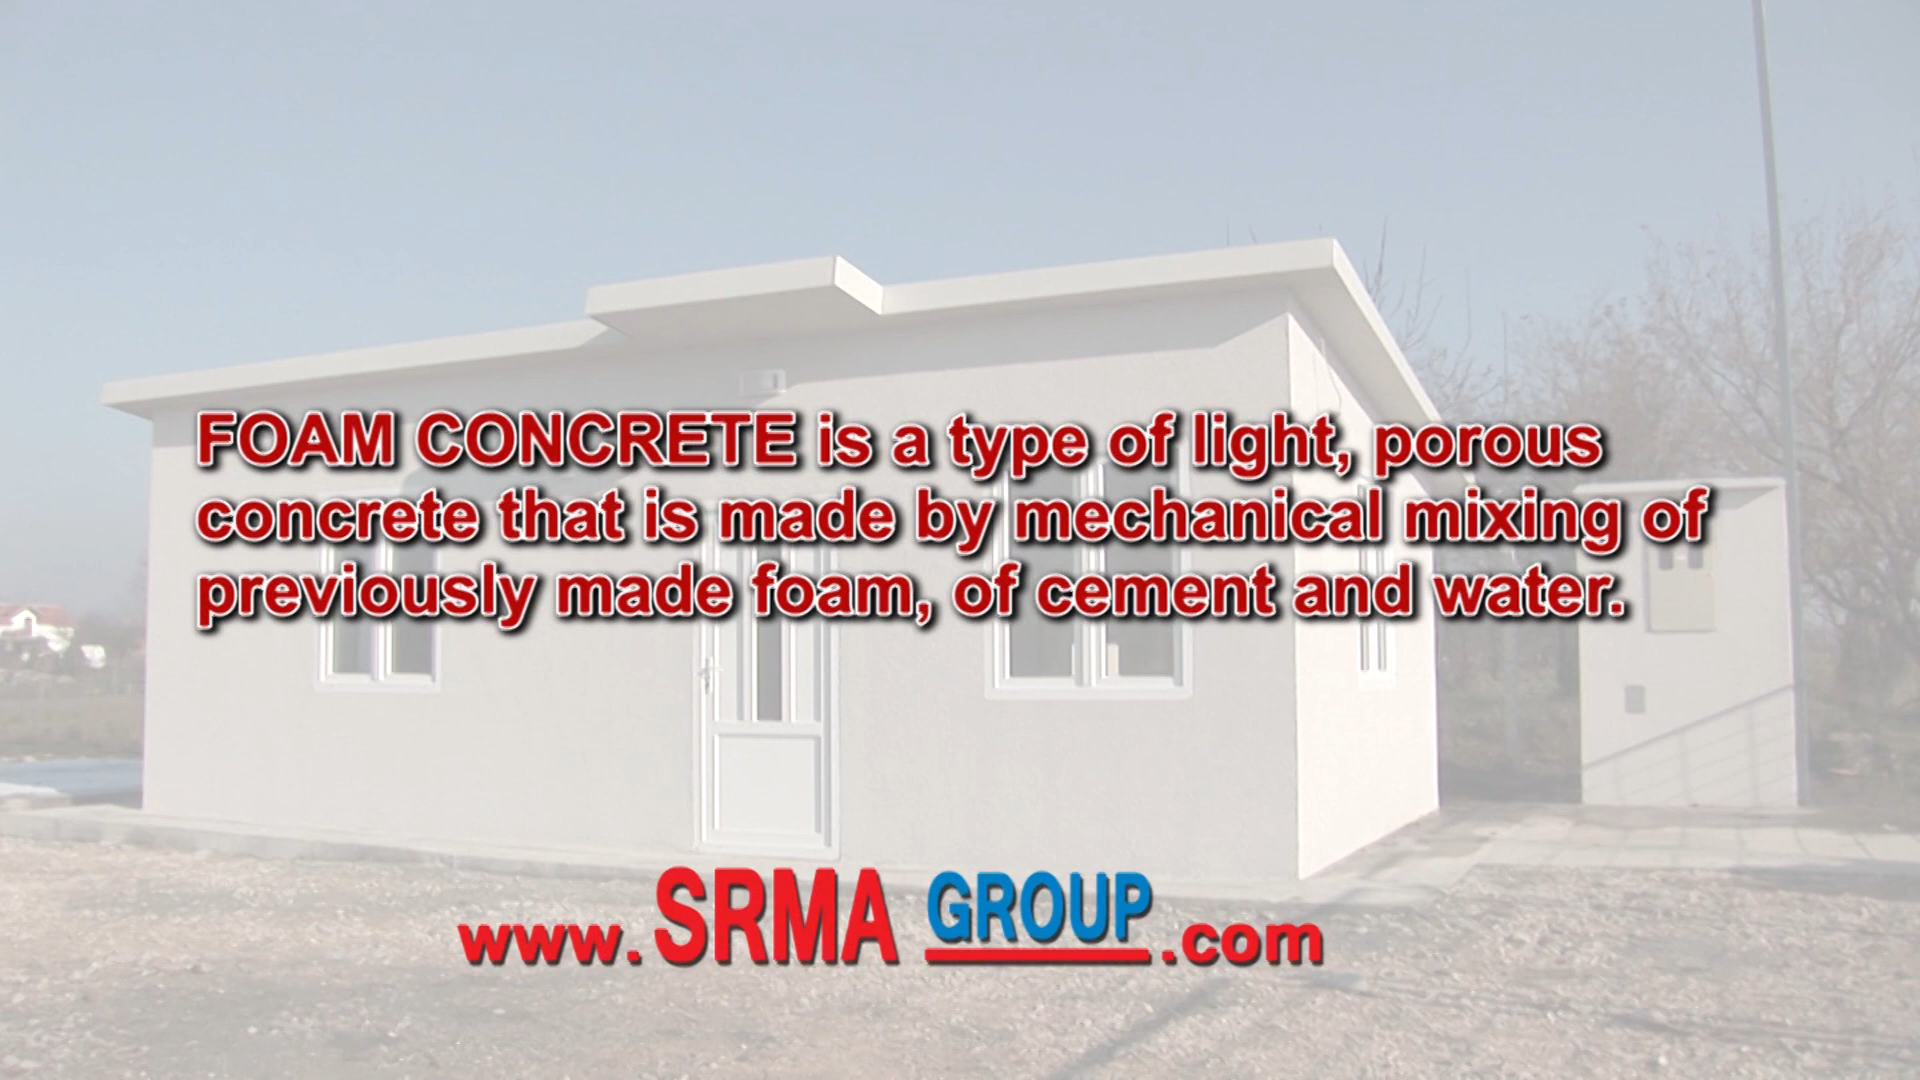 FOAM CONCRETE is a type of light, porous
concrete that is made by mechanical mixing of
previously made foam, of cement and water.
www.SRMA GROUP.com